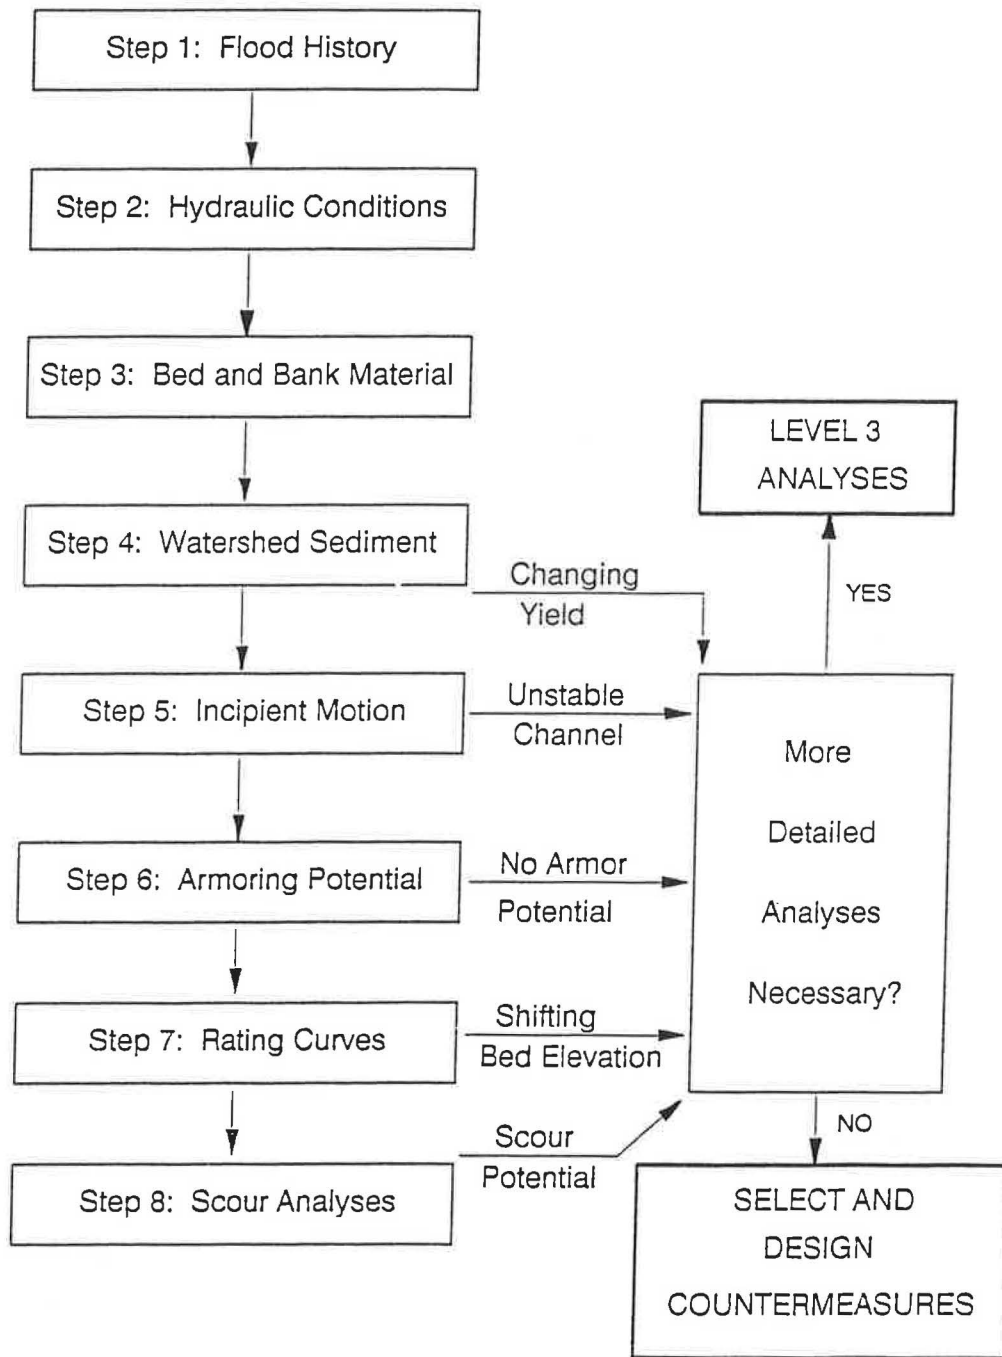 Step 1: Flood History
Step 2: Hydraulic Conditions
Step 3: Bed and Bank Material
LEVEL 3
ANALYSES
Step 4: Watershed Sediment
Changing
Yield
YES
Step 5: Incipient Motion
Unstable
Channel
More
Detailed
Analyses
Necessary?
Step 6: Armoring Potential
No Armor
Potential
Step 7: Rating Curves
Shifting
Bed Elevation
Step 8: Scour Analyses
Scour
Potential
NO
SELECT AND
DESIGN
COUNTERMEASURES